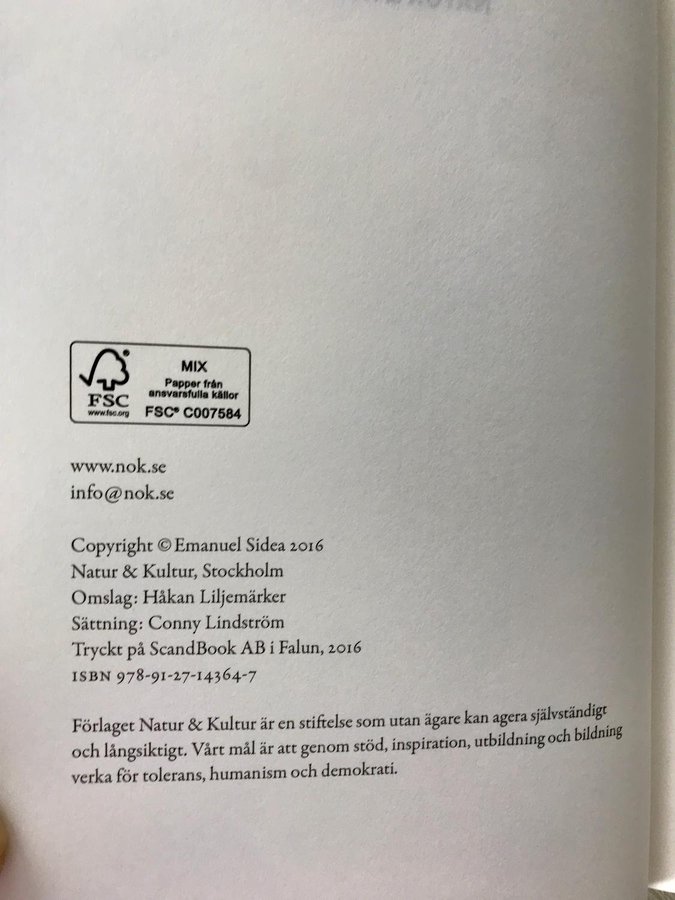 MIX
Papper från
ansvarsfulla källor
FSC® C007584
FSC
www.fsc.org
www.nok.se
info@nok.se
Copyright © Emanuel Sidea 2016
Natur & Kultur, Stockholm
Omslag: Håkan Liljemärker
Sättning: Conny Lindström
Tryckt på ScandBook AB i Falun, 2016
ISBN 978-91-27-14364-7
Förlaget Natur & Kultur är en stiftelse som utan ägare kan agera självständigt
och långsiktigt. Vårt mål är att genom stöd, inspiration, utbildning och bildning
verka för tolerans, humanism och demokrati.